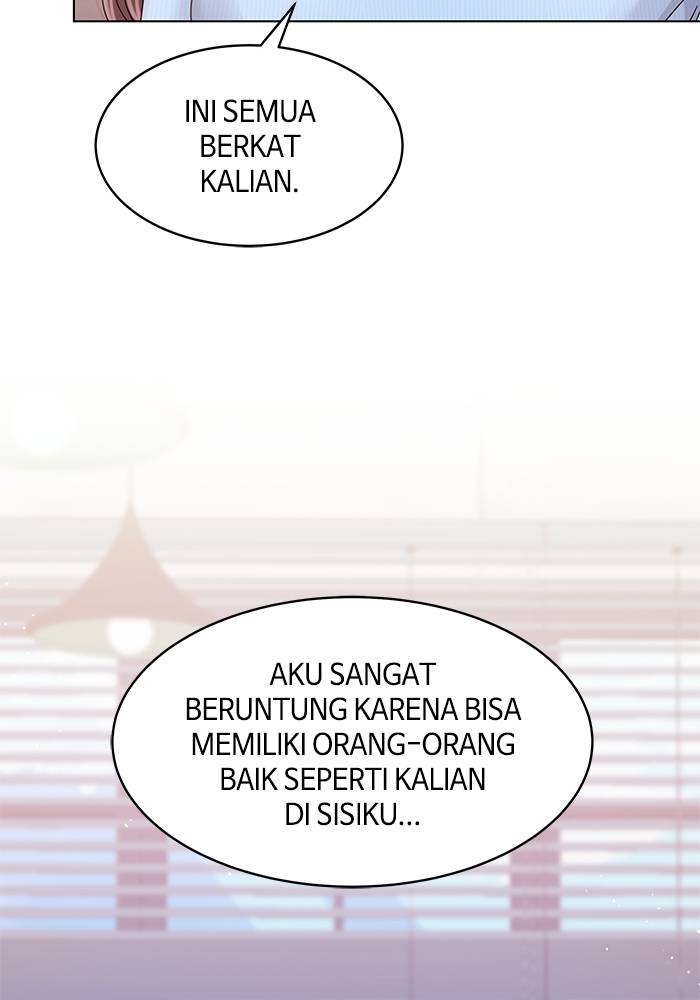 INI SEMUA
BERKAT
KALIAN.
AKU SANGAT
BERUNTUNG KARENA BISA
MEMILIKI ORANG-ORANG
BAIK SEPERTI KALIAN
DI SISIKU...